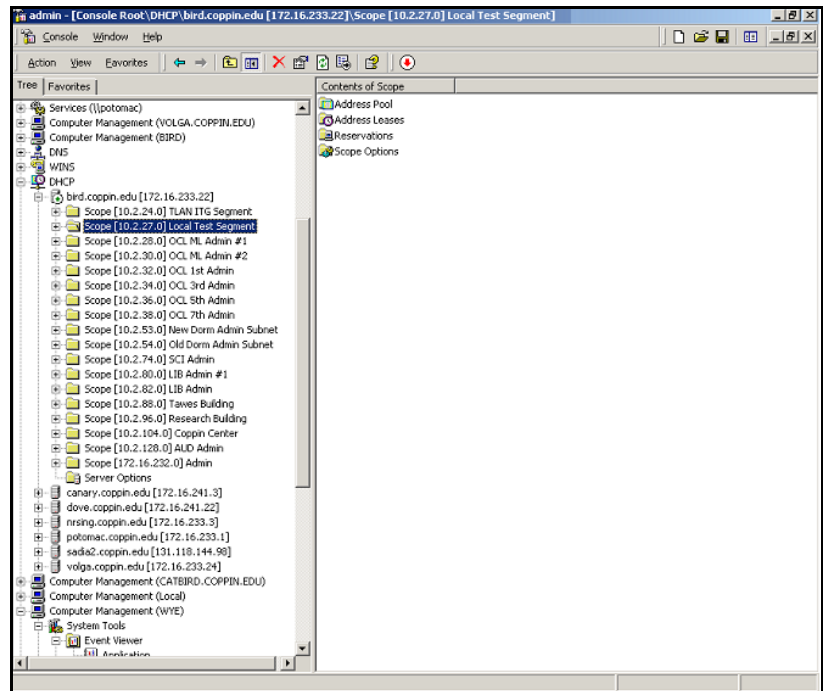 admin - [Console Root\DHCP\bird.coppin.edu [172.16.233.22]\Scope [10.2.27.0] Local Test Segment]
Console Window Help
Action View Favorites
Tree Favorites
Contents of Scope
Services (\\potomac)
Computer Management (VOLGA.COPPIN.EDU)
Computer Management (BIRD)
DNS
WINS
DHCP
bird.coppin.edu [172.16.233.22]
Scope [10.2.24.0] TLAN ITG Segment
Scope [10.2.27.0] Local Test Segment
Scope [10.2.28.0] OCL ML Admin #1
Scope [10.2.30.0] OCL ML Admin #2
Scope [10.2.32.0] OCL 1st Admin
Scope [10.2.34.0] OCL 3rd Admin
Scope [10.2.36.0] OCL 5th Admin
Scope [10.2.38.0] OCL 7th Admin
Scope [10.2.53.0] New Dorm Admin Subnet
Scope [10.2.54.0] Old Dorm Admin Subnet
Scope [10.2.74.0] SCI Admin
Scope [10.2.80.0] LIB Admin #1
Scope [10.2.82.0] LIB Admin
Scope [10.2.88.0] Tawes Building
Scope [10.2.96.0] Research Building
Scope [10.2.104.0] Coppin Center
Scope [10.2.128.0] AUD Admin
Scope [172.16.232.0] Admin
Server Options
canary.coppin.edu [172.16.241.3]
dove.coppin.edu [172.16.241.22]
nrsing.coppin.edu [172.16.233.3]
potomac.coppin.edu [172.16.233.1]
sadia2.coppin.edu [131.118.144.98]
volga.coppin.edu [172.16.233.24]
Computer Management (CATBIRD.COPPIN.EDU)
Computer Management (Local)
Computer Management (WYE)
System Tools
Event Viewer
Application
Address Pool
Address Leases
Reservations
Scope Options